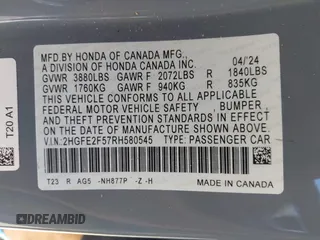 MFD BY HONDA OF CANADA MFG.,
A DIVISION OF HONDA CANADA INC. 04/24
GVWR 3880LBS GAWR F 2072LBS R 1840LBS
GVWR 1760KG GAWR F 940KG R 835KG
THIS VEHICLE CONFORMS TO ALL APPLICABLE
FEDERAL MOTOR VEHICLE SAFETY, BUMPER, AND
THEFT PREVENTION STANDARDS IN EFFECT ON THE
DATE OF MANUFACTURE SHOWN ABOVE.
V.I.N.:2HGFE2F57RH580545 TYPE: PASSENGER CAR
T23 R AG5 -NH877P -Z -H
MADE IN CANADA
T20 A1
DREAMBID